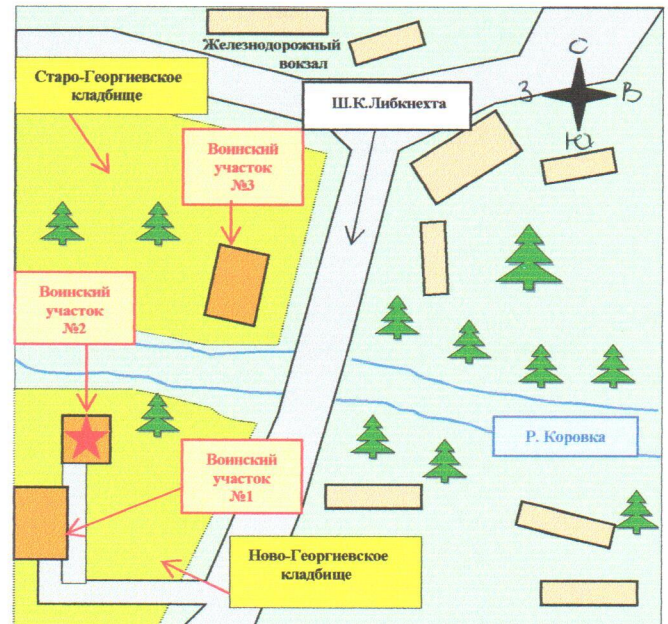 Железнодорожный
вокзал
Старо-Георгиевское
кладбище
Ш.К.Либкнехта
С
З
В
Ю
Воинский
участок
№3
Воинский
участок
№2
Р. Коровка
Воинский
участок
№1
Ново-Георгиевское
кладбище